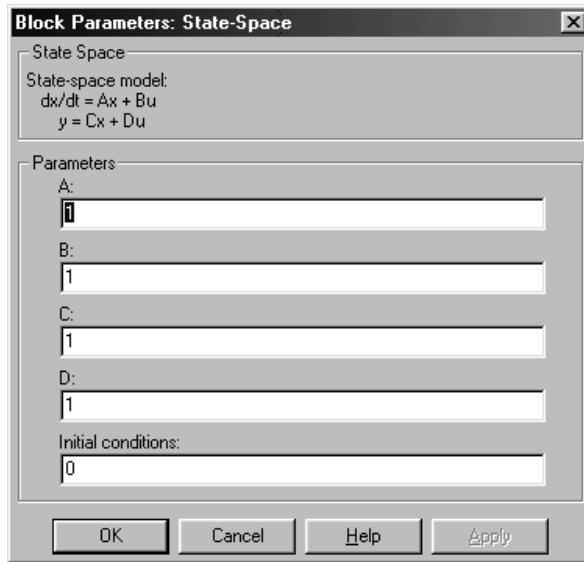 Block Parameters: State-Space
State Space
State-space model:
dx/dt = Ax + Bu
y = Cx + Du
Parameters
A:
1
B:
1
C:
1
D:
1
Initial conditions:
0
OK Cancel Help Apply